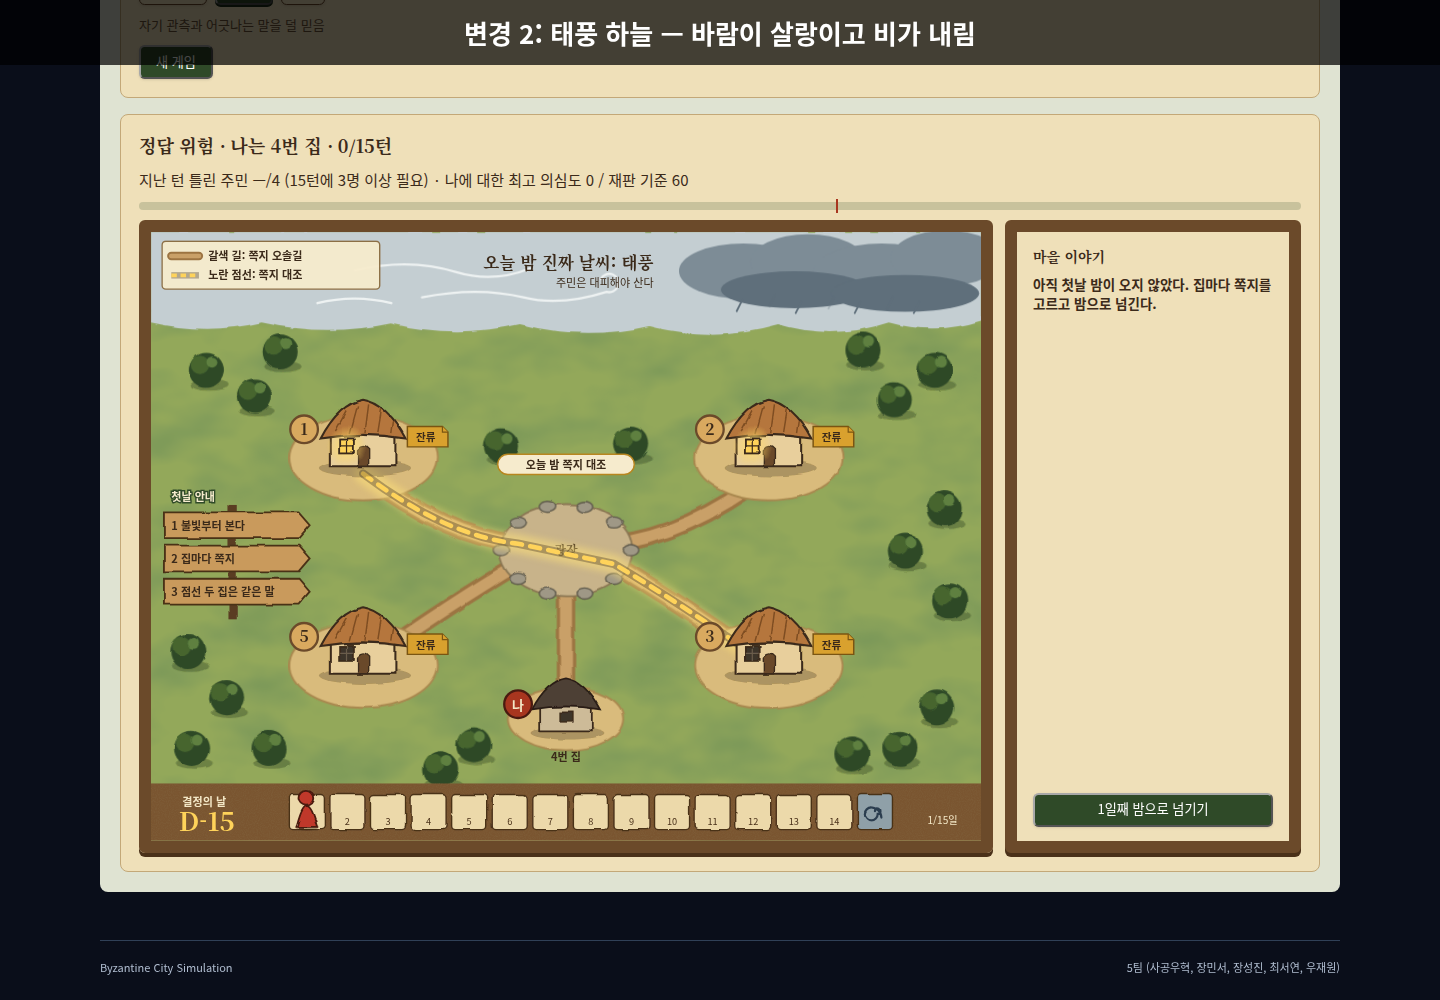 변경 2: 태풍 하늘 — 바람이 살랑이고 비가 내림
자기 관측과 어긋나는 말을 덜 믿음
새 게임
정답 위험 · 나는 4번 집 · 0/15턴
지난 턴 틀린 주민 —/4 (15턴에 3명 이상 필요) · 나에 대한 최고 의심도 0 / 재판 기준 60
갈색 길: 쪽지 오솔길
노란 점선: 쪽지 대조
오늘 밤 진짜 날씨: 태풍
주민은 대피해야 산다
1
잔류
2
잔류
오늘 밤 쪽지 대조
첫날 안내
1 불빛부터 본다
2 집마다 쪽지
3 점선 두 집은 같은 말
5
잔류
3
잔류
나
4번 집
결정의 날
D-15
2 3 4 5 6 7 8 9 10 11 12 13 14
1/15일
마을 이야기
아직 첫날 밤이 오지 않았다. 집마다 쪽지를
고르고 밤으로 넘긴다.
1일째 밤으로 넘기기
Byzantine City Simulation
5팀 (사공우혁, 장민서, 장성진, 최서연, 우재원)